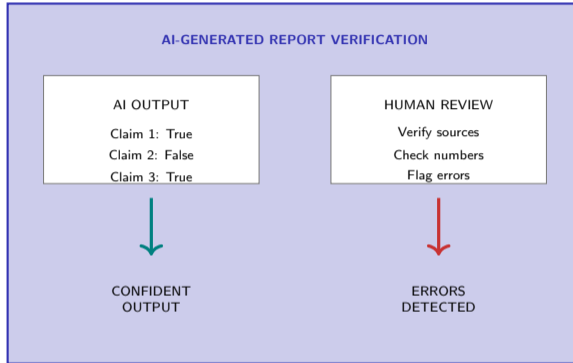 AI-GENERATED REPORT VERIFICATION
AI OUTPUT
Claim 1: True
Claim 2: False
Claim 3: True
CONFIDENT
OUTPUT
HUMAN REVIEW
Verify sources
Check numbers
Flag errors
ERRORS
DETECTED